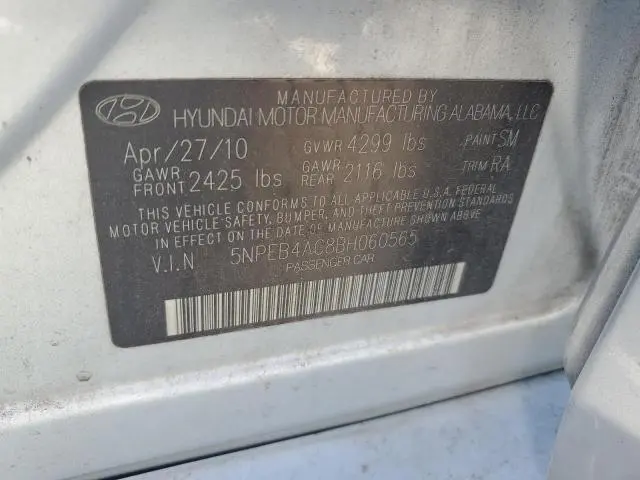 MANUFACTURED BY
HYUNDAI MOTOR MANUFACTURING ALABAMA, LLC
Apr/27/10 GVWR 4299 lbs PAINT SM
GAWR FRONT 2425 lbs GAWR REAR 2116 lbs TRIM RA
THIS VEHICLE CONFORMS TO ALL APPLICABLE U.S.A. FEDERAL
MOTOR VEHICLE SAFETY, BUMPER, AND THEFT PREVENTION STANDARDS
IN EFFECT ON THE DATE OF MANUFACTURE SHOWN ABOVE
V.I.N 5NPEB4AC8BH060565
PASSENGER CAR